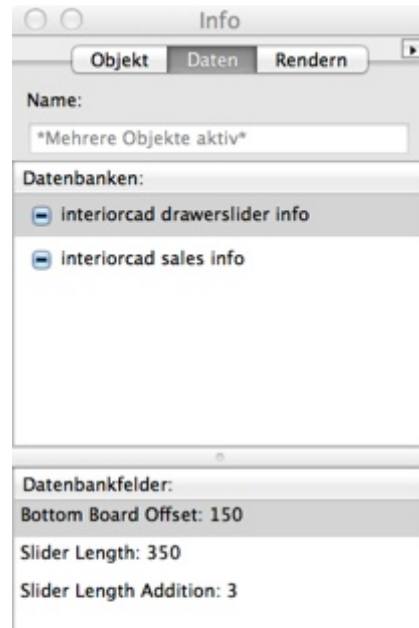 Info
Objekt Daten Rendern
Name:
*Mehrere Objekte aktiv*
Datenbanken:
interiorcad drawerslider info
interiorcad sales info
Datenbankfelder:
Bottom Board Offset: 150
Slider Length: 350
Slider Length Addition: 3